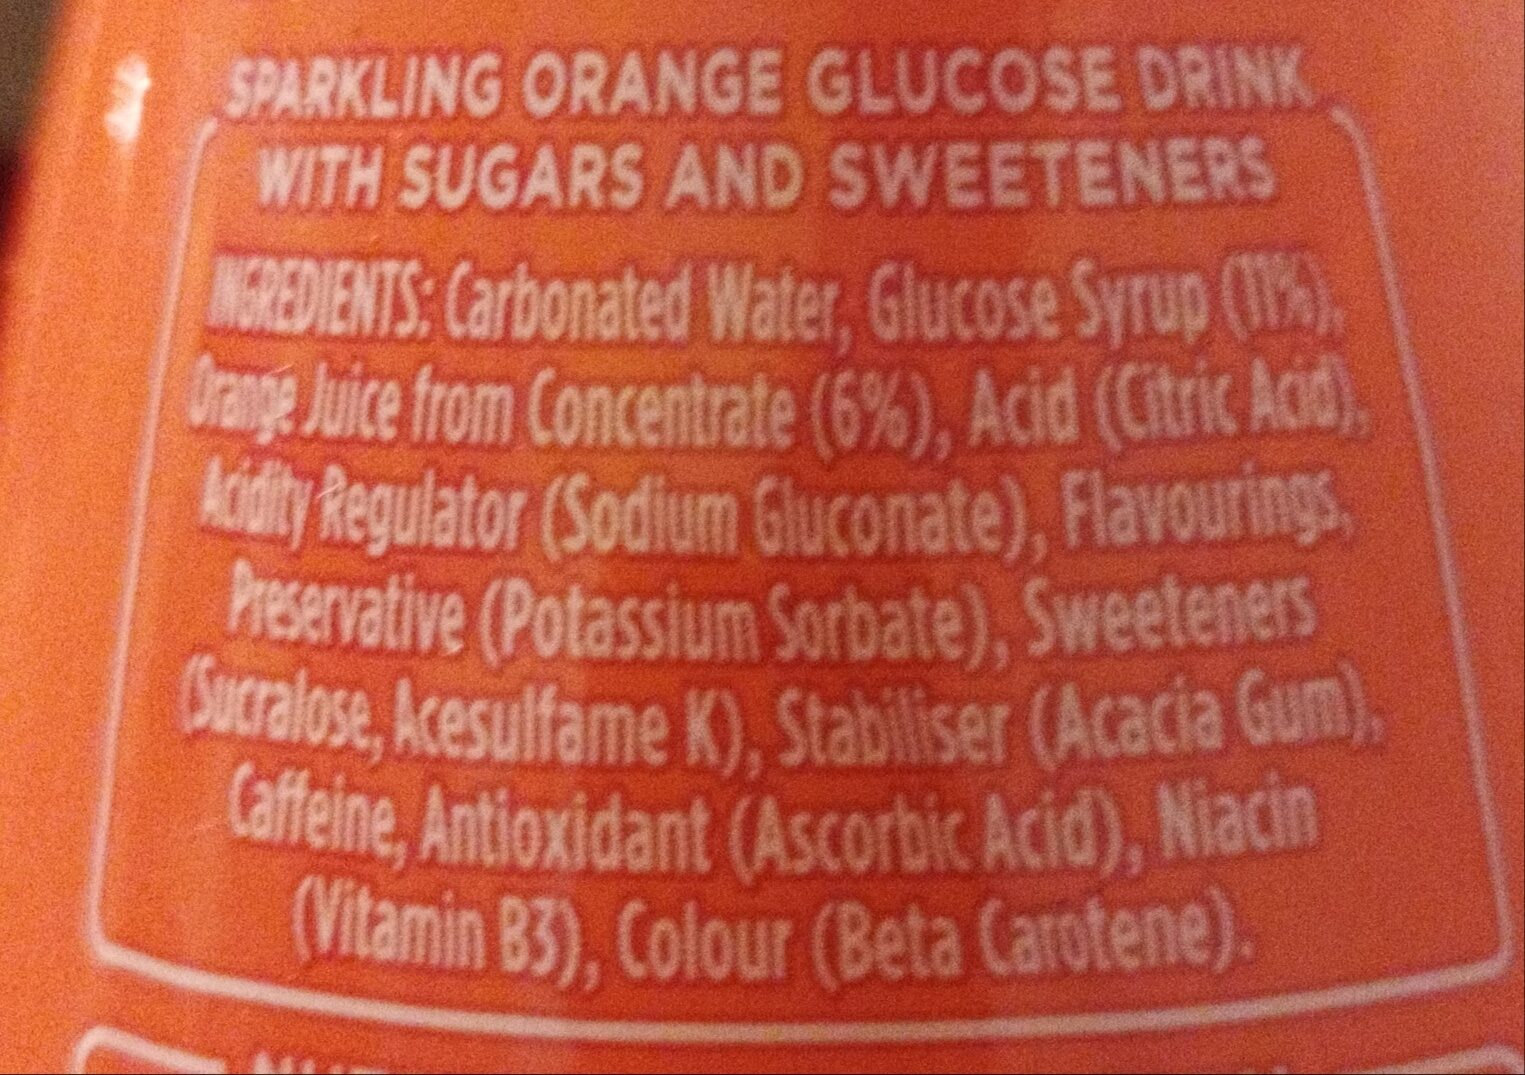 SPARKLING ORANGE GLUCOSE DRINK
WITH SUGARS AND SWEETENERS
INGREDIENTS: Carbonated Water, Glucose Syrup (11%),
Orange Juice from Concentrate (6%), Acid (Citric Acid),
Acidity Regulator (Sodium Gluconate), Flavourings,
Preservative (Potassium Sorbate), Sweeteners
(Sucralose, Acesulfame K), Stabiliser (Acacia Gum),
Caffeine, Antioxidant (Ascorbic Acid), Niacin
(Vitamin B3), Colour (Beta Carotene).